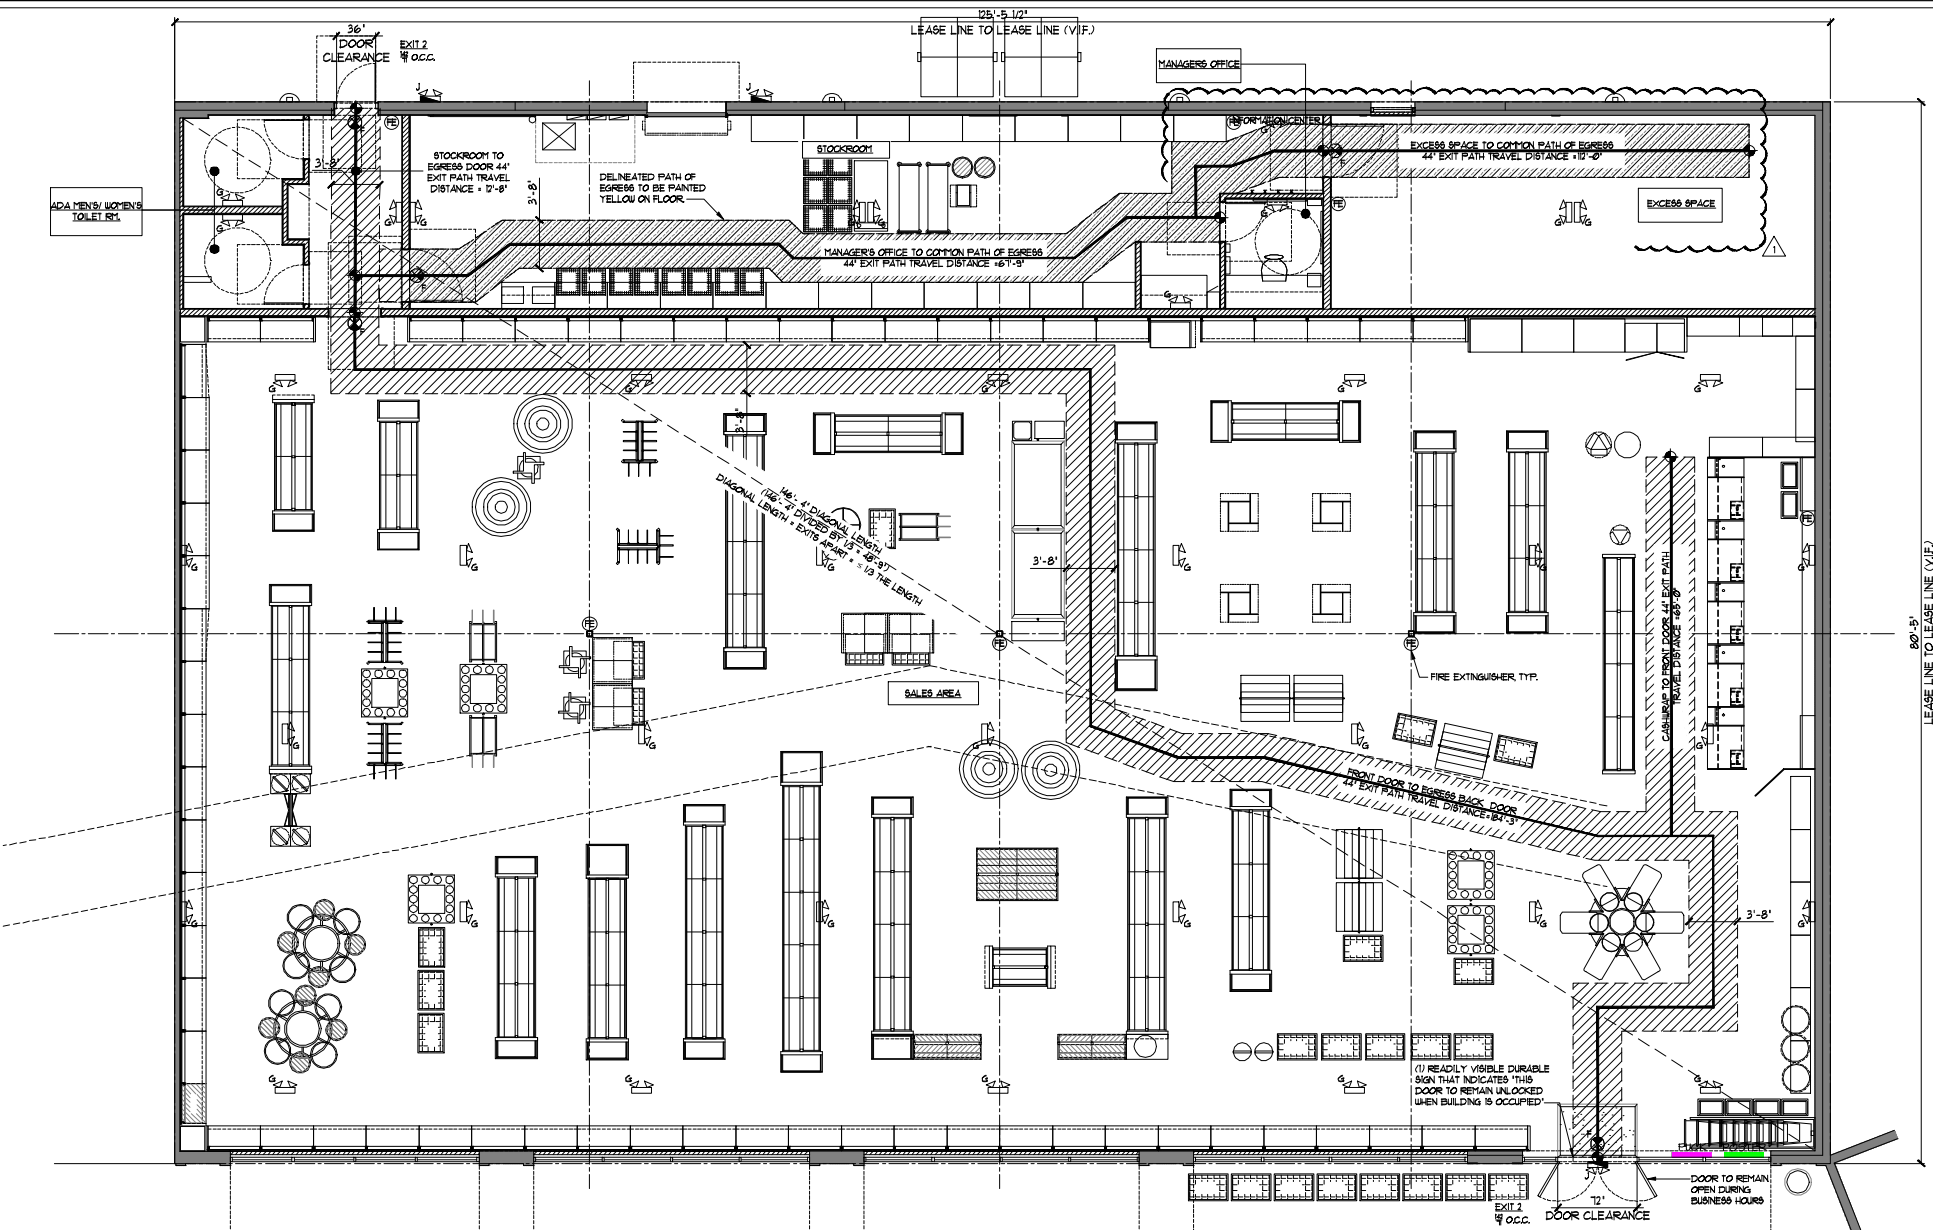 125'-5 1/2"
LEASE LINE TO LEASE LINE (V.I.F.)
36"
DOOR
CLEARANCE
EXIT 2
O.C.C.
J
J
MANAGERS OFFICE
INFORMATION CENTER
STOCKROOM TO
EGRESS DOOR 44"
EXIT PATH TRAVEL
DISTANCE = 12'-8"
3'-8"
STOCKROOM
DELINEATED PATH OF
EGRESS TO BE PAINTED
YELLOW ON FLOOR.
3'-8"
EXCESS SPACE TO COMMON PATH OF EGRESS
44" EXIT PATH TRAVEL DISTANCE =112'-0"
ADA MEN'S/ WOMEN'S
TOILET RM.
EXCESS SPACE
1
MANAGER'S OFFICE TO COMMON PATH OF EGRESS
44" EXIT PATH TRAVEL DISTANCE =67'-9"
3'-8"
146'- 4" DIAGONAL LENGTH
(146'- 4" DIVIDED BY 1/3 = 48'-9")
DIAGONAL LENGTH = EXITS APART = ≤ 1/3 THE LENGTH
3'-8"
CASHWRAP TO FRONT DOOR 44" EXIT PATH
TRAVEL DISTANCE =65'-0"
80'-5"
LEASE LINE TO LEASE LINE (V.I.F.)
FE
FE
FE
FIRE EXTINGUISHER, TYP.
SALES AREA
FRONT DOOR TO EGRESS BACK DOOR
44" EXIT PATH TRAVEL DISTANCE=184'-3"
3'-8"
(1) READILY VISIBLE DURABLE
SIGN THAT INDICATES "THIS
DOOR TO REMAIN UNLOCKED
WHEN BUILDING IS OCCUPIED"
DOOR TO REMAIN
OPEN DURING
BUSINESS HOURS
72"
DOOR CLEARANCE
EXIT 2
O.C.C.